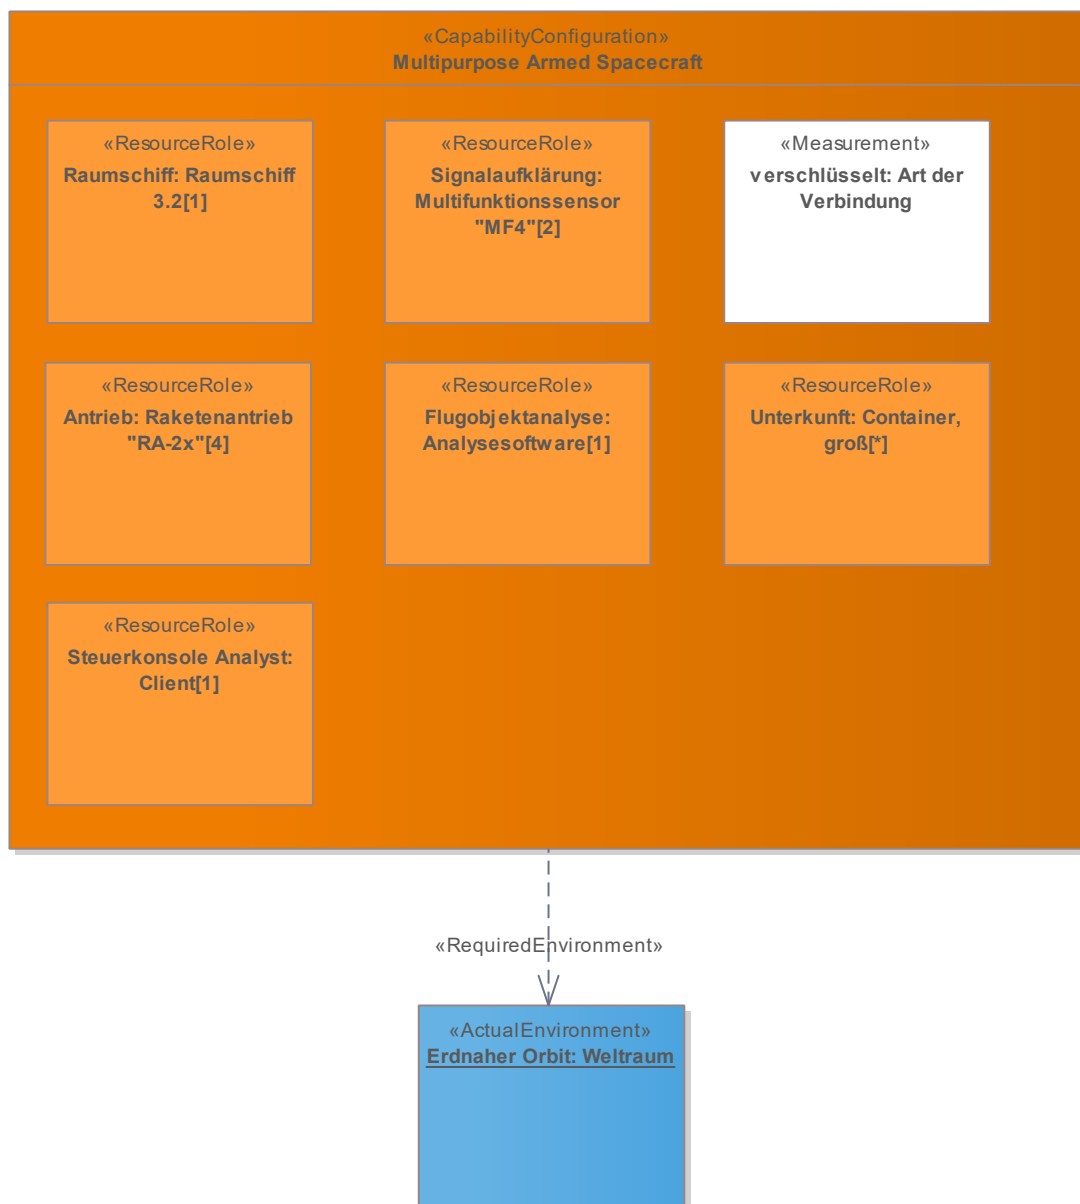 «CapabilityConfiguration»
Multipurpose Armed Spacecraft
«ResourceRole»
Raumschiff: Raumschiff
3.2[1]
«ResourceRole»
Signalaufklärung:
Multifunktionssensor
"MF4"[2]
«Measurement»
verschlüsselt: Art der
Verbindung
«ResourceRole»
Antrieb: Raketenantrieb
"RA-2x"[4]
«ResourceRole»
Flugobjektanalyse:
Analysesoftware[1]
«ResourceRole»
Unterkunft: Container,
groß[*]
«ResourceRole»
Steuerkonsole Analyst:
Client[1]
«RequiredEnvironment»
«ActualEnvironment»
Erdnaher Orbit: Weltraum